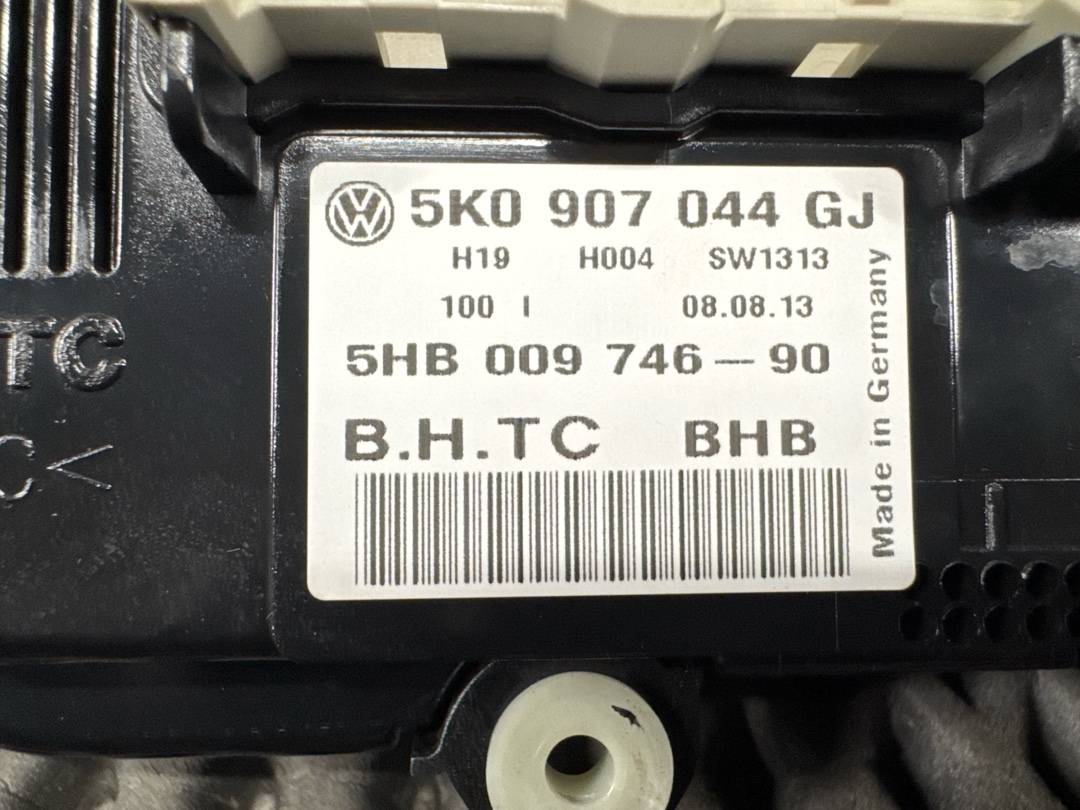 5K0 907 044 GJ
H19 H004 SW1313
100 I 08.08.13
5HB 009 746-90
B.H.TC BHB
Made in Germany
TC
C<